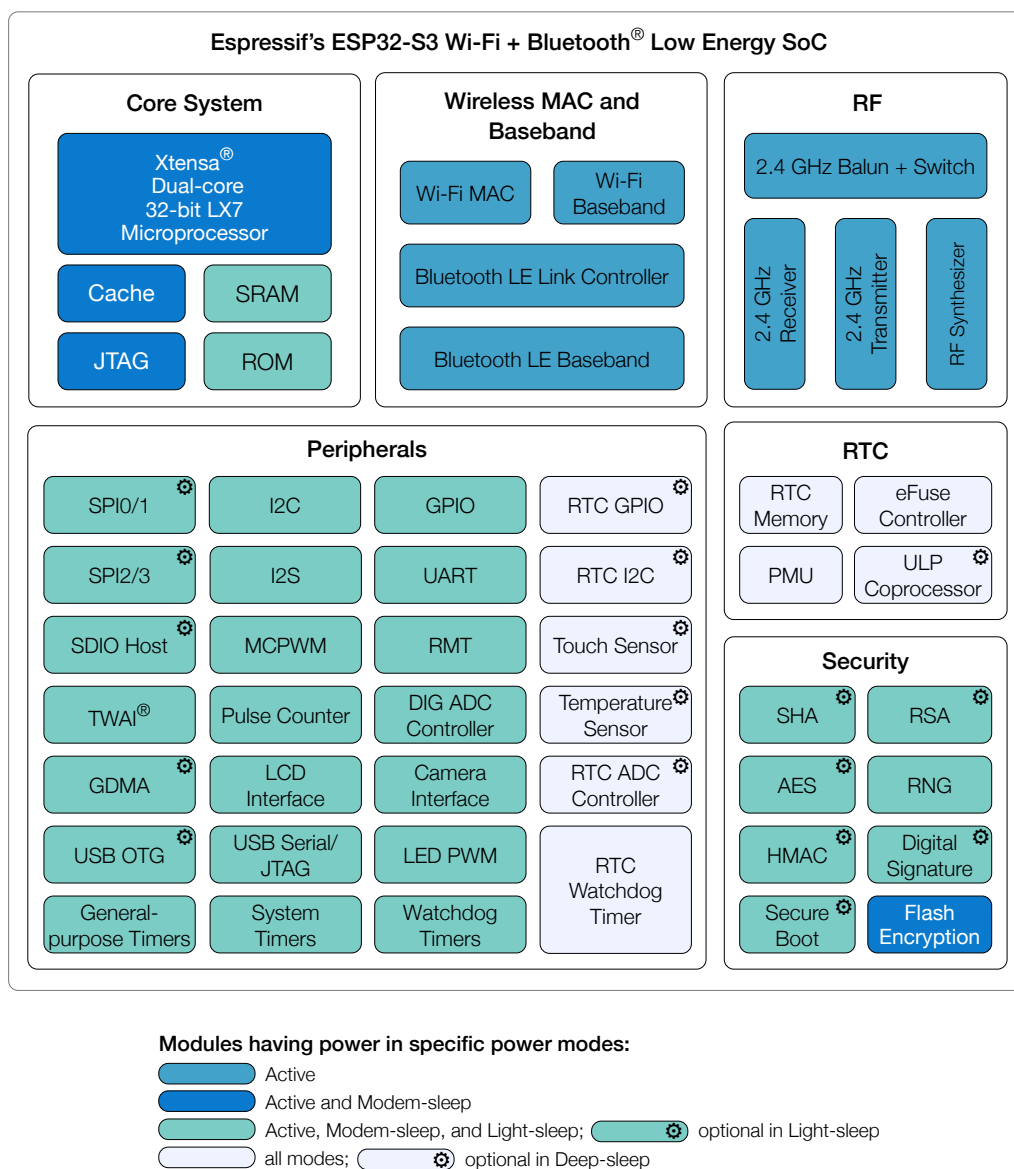 Espressif's ESP32-S3 Wi-Fi + Bluetooth® Low Energy SoC
Core System
Xtensa®
Dual-core
32-bit LX7
Microprocessor
Cache
SRAM
JTAG
ROM
Wireless MAC and
Baseband
Wi-Fi MAC
Wi-Fi
Baseband
Bluetooth LE Link Controller
Bluetooth LE Baseband
RF
2.4 GHz Balun + Switch
2.4 GHz
Receiver
2.4 GHz
Transmitter
RF Synthesizer
Peripherals
SPI0/1
I2C
GPIO
RTC GPIO
SPI2/3
I2S
UART
RTC I2C
SDIO Host
MCPWM
RMT
Touch Sensor
TWAI®
Pulse Counter
DIG ADC
Controller
Temperature
Sensor
GDMA
LCD
Interface
Camera
Interface
RTC ADC
Controller
USB OTG
USB Serial/
JTAG
LED PWM
RTC
Watchdog
Timer
General-
purpose Timers
System
Timers
Watchdog
Timers
RTC
RTC
Memory
eFuse
Controller
PMU
ULP
Coprocessor
Security
SHA
RSA
AES
RNG
HMAC
Digital
Signature
Secure
Boot
Flash
Encryption
Modules having power in specific power modes:
Active
Active and Modem-sleep
Active, Modem-sleep, and Light-sleep; optional in Light-sleep
all modes; optional in Deep-sleep